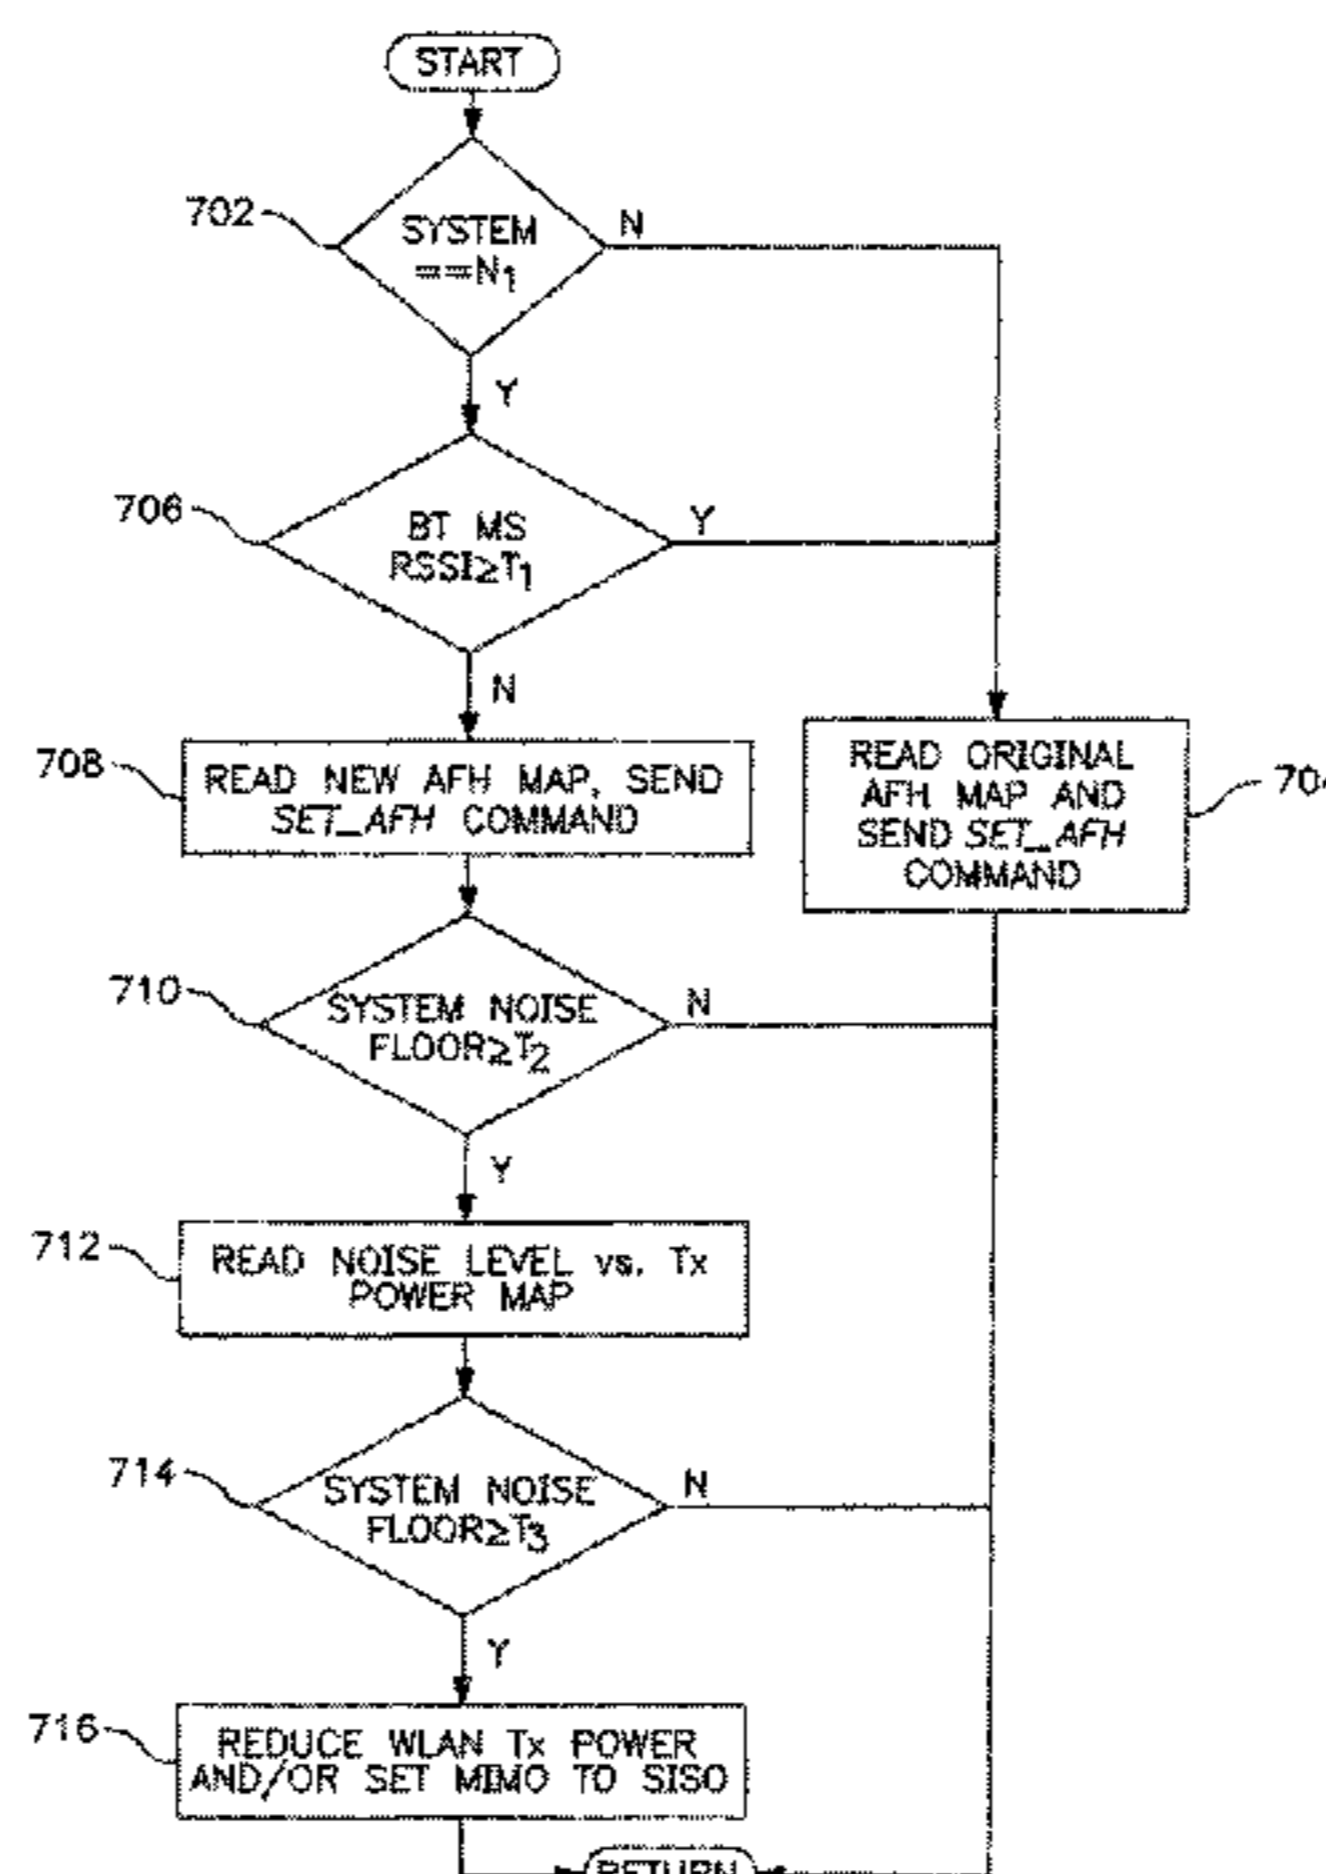 START
702
SYSTEM
==N1
N
Y
706
BT MS
RSSI≥T1
Y
N
708
READ NEW AFH MAP, SEND
SET_AFH COMMAND
READ ORIGINAL
AFH MAP AND
SEND SET_AFH
COMMAND
704
710
SYSTEM NOISE
FLOOR≥T2
N
Y
712
READ NOISE LEVEL vs. Tx
POWER MAP
714
SYSTEM NOISE
FLOOR≥T3
N
Y
716
REDUCE WLAN Tx POWER
AND/OR SET MIMO TO SISO
RETURN